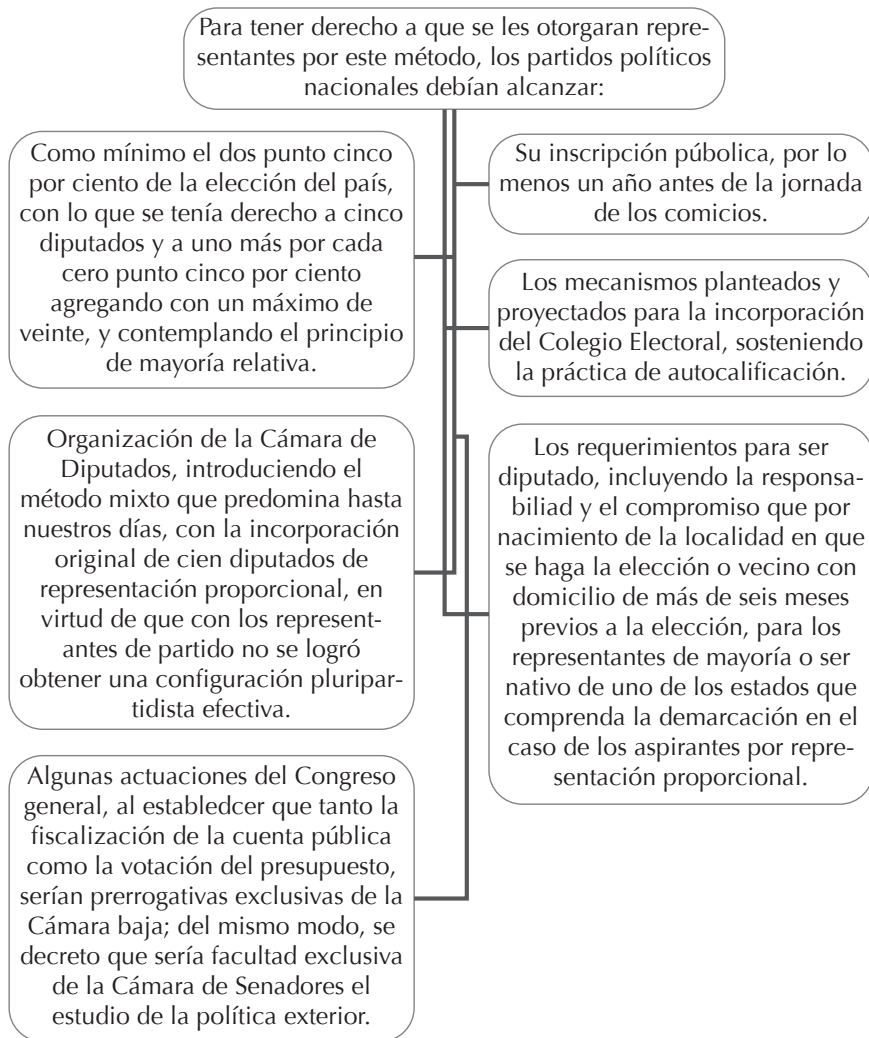 Para tener derecho a que se les otorgaran repre-
sentantes por este método, los partidos políticos
nacionales debían alcanzar:
Como mínimo el dos punto cinco
por ciento de la elección del país,
con lo que se tenía derecho a cinco
diputados y a uno más por cada
cero punto cinco por ciento
agregando con un máximo de
veinte, y contemplando el principio
de mayoría relativa.
Su inscripción púbolica, por lo
menos un año antes de la jornada
de los comicios.
Los mecanismos planteados y
proyectados para la incorporación
del Colegio Electoral, sosteniendo
la práctica de autocalificación.
Organización de la Cámara de
Diputados, introduciendo el
método mixto que predomina hasta
nuestros días, con la incorporación
original de cien diputados de
representación proporcional, en
virtud de que con los represent-
antes de partido no se logró
obtener una configuración pluripar-
tidista efectiva.
Los requerimientos para ser
diputado, incluyendo la responsa-
biliad y el compromiso que por
nacimiento de la localidad en que
se haga la elección o vecino con
domicilio de más de seis meses
previos a la elección, para los
representantes de mayoría o ser
nativo de uno de los estados que
comprenda la demarcación en el
caso de los aspirantes por repre-
sentación proporcional.
Algunas actuaciones del Congreso
general, al establedcer que tanto la
fiscalización de la cuenta pública
como la votación del presupuesto,
serían prerrogativas exclusivas de la
Cámara baja; del mismo modo, se
decreto que sería facultad exclusiva
de la Cámara de Senadores el
estudio de la política exterior.